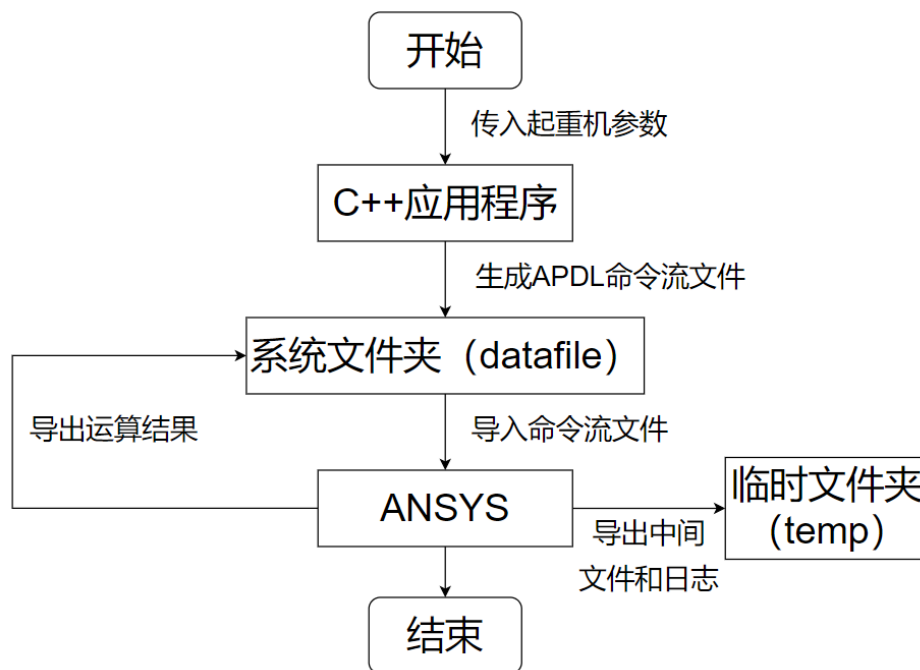 开始
传入起重机参数
C++应用程序
生成APDL命令流文件
系统文件夹（datafile）
导出运算结果
导入命令流文件
ANSYS
临时文件夹
（temp）
导出中间
文件和日志
结束